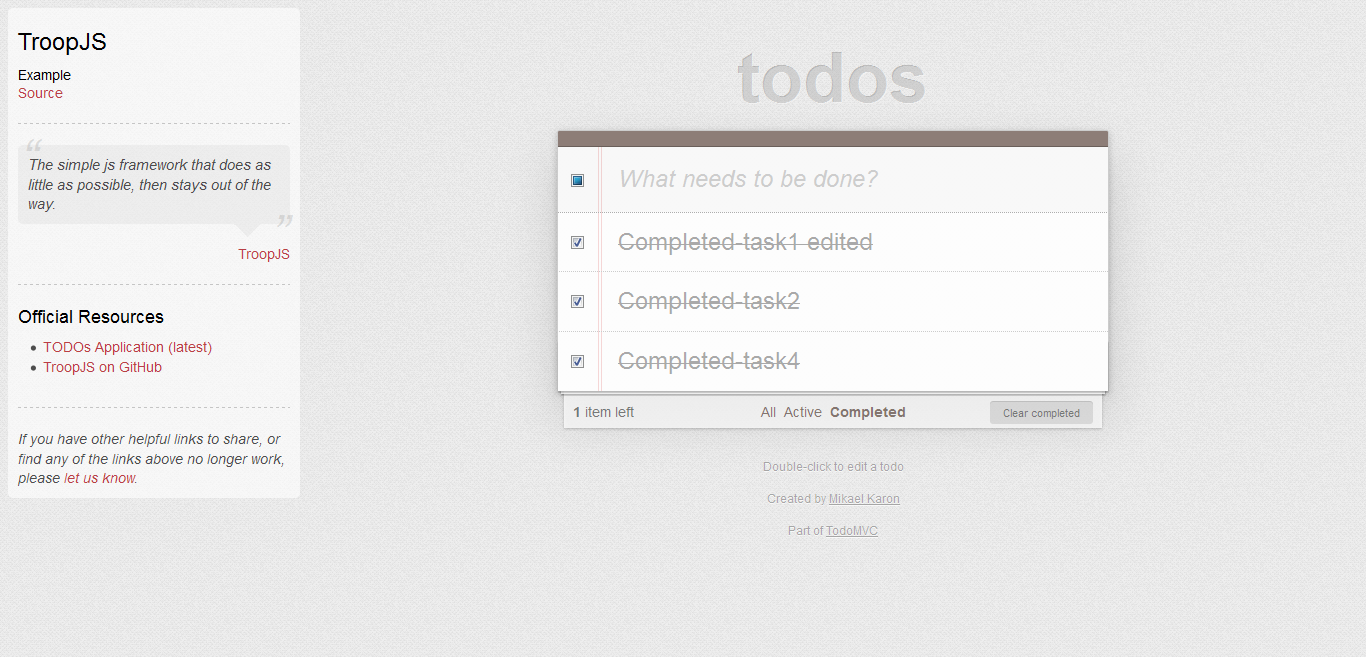 TroopJS
Example
Source
“
The simple js framework that does as
little as possible, then stays out of the
way.
”
TroopJS
Official Resources
• TODOs Application (latest)
• TroopJS on GitHub
If you have other helpful links to share, or
find any of the links above no longer work,
please let us know.
todos
What needs to be done?
Completed-task1 edited
Completed-task2
Completed-task4
1 item left All Active Completed Clear completed
Double-click to edit a todo
Created by Mikael Karon
Part of TodoMVC